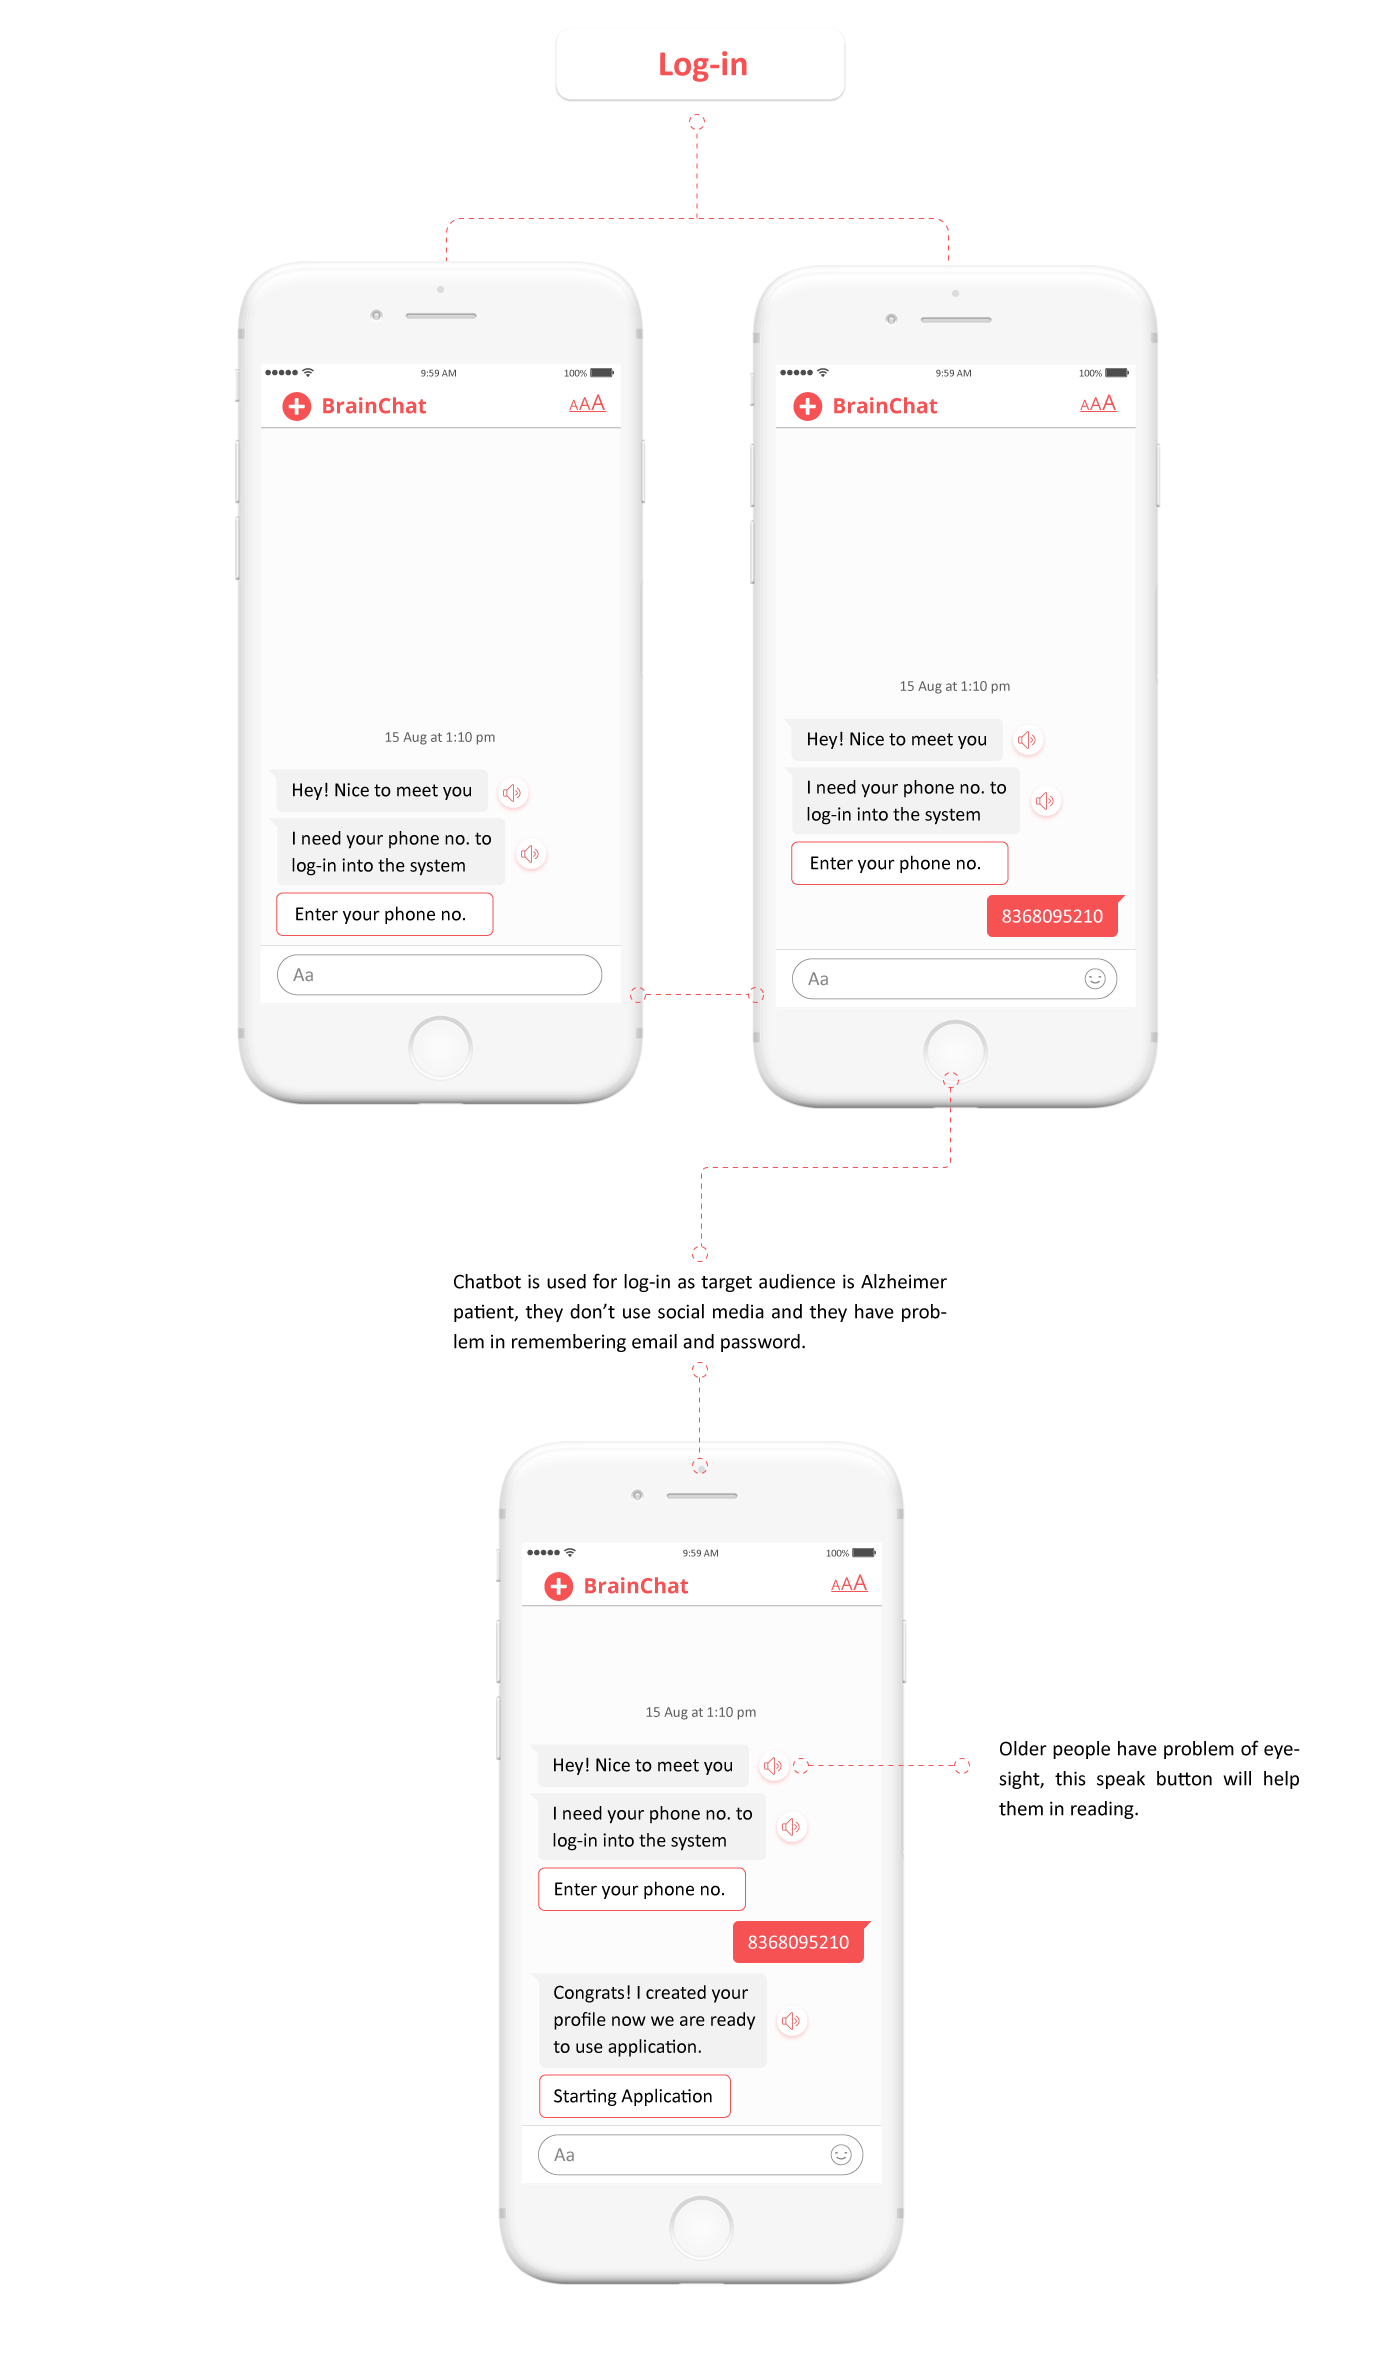 Log-in
9:59 AM
100%
BrainChat
AAA
15 Aug at 1:10 pm
Hey! Nice to meet you
I need your phone no. to
log-in into the system
Enter your phone no.
Aa
9:59 AM
100%
BrainChat
AAA
15 Aug at 1:10 pm
Hey! Nice to meet you
I need your phone no. to
log-in into the system
Enter your phone no.
8368095210
Aa
Chatbot is used for log-in as target audience is Alzheimer
patient, they don’t use social media and they have prob-
lem in remembering email and password.
9:59 AM
100%
BrainChat
AAA
15 Aug at 1:10 pm
Hey! Nice to meet you
I need your phone no. to
log-in into the system
Enter your phone no.
8368095210
Congrats! I created your
profile now we are ready
to use application.
Starting Application
Aa
Older people have problem of eye-
sight, this speak button will help
them in reading.